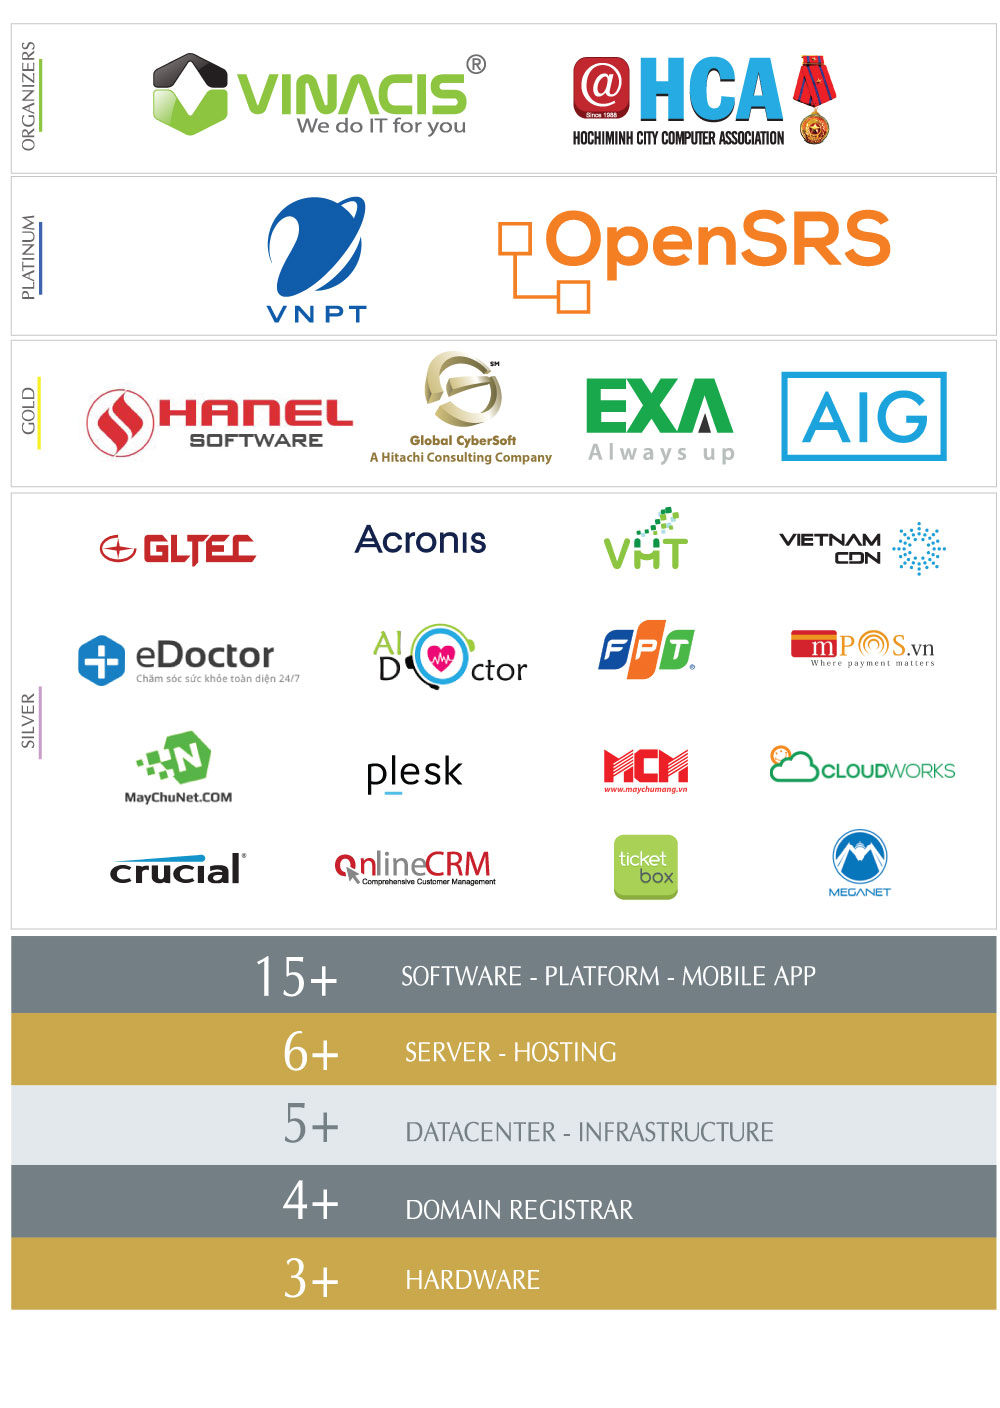 ORGANIZERS
VINACIS®
We do IT for you
@HCA
Since 1988
HOCHIMINH CITY COMPUTER ASSOCIATION
PLATINUM
VNPT
OpenSRS
GOLD
HANEL
SOFTWARE
SM
Global CyberSoft
A Hitachi Consulting Company
EXA
Always up
AIG
SILVER
GLTEC
Acronis
VHT
VIETNAM
CDN
eDoctor
Chăm sóc sức khỏe toàn diện 24/7
AI
Doctor
FPT®
mPOS.vn
Where payment matters
N
MayChuNet.COM
plesk
MCM
www.maychumang.vn
CLOUDWORKS
crucial®
OnlineCRM
Comprehensive Customer Management
ticket
box
MEGANET
15+ SOFTWARE - PLATFORM - MOBILE APP
6+ SERVER - HOSTING
5+ DATACENTER - INFRASTRUCTURE
4+ DOMAIN REGISTRAR
3+ HARDWARE